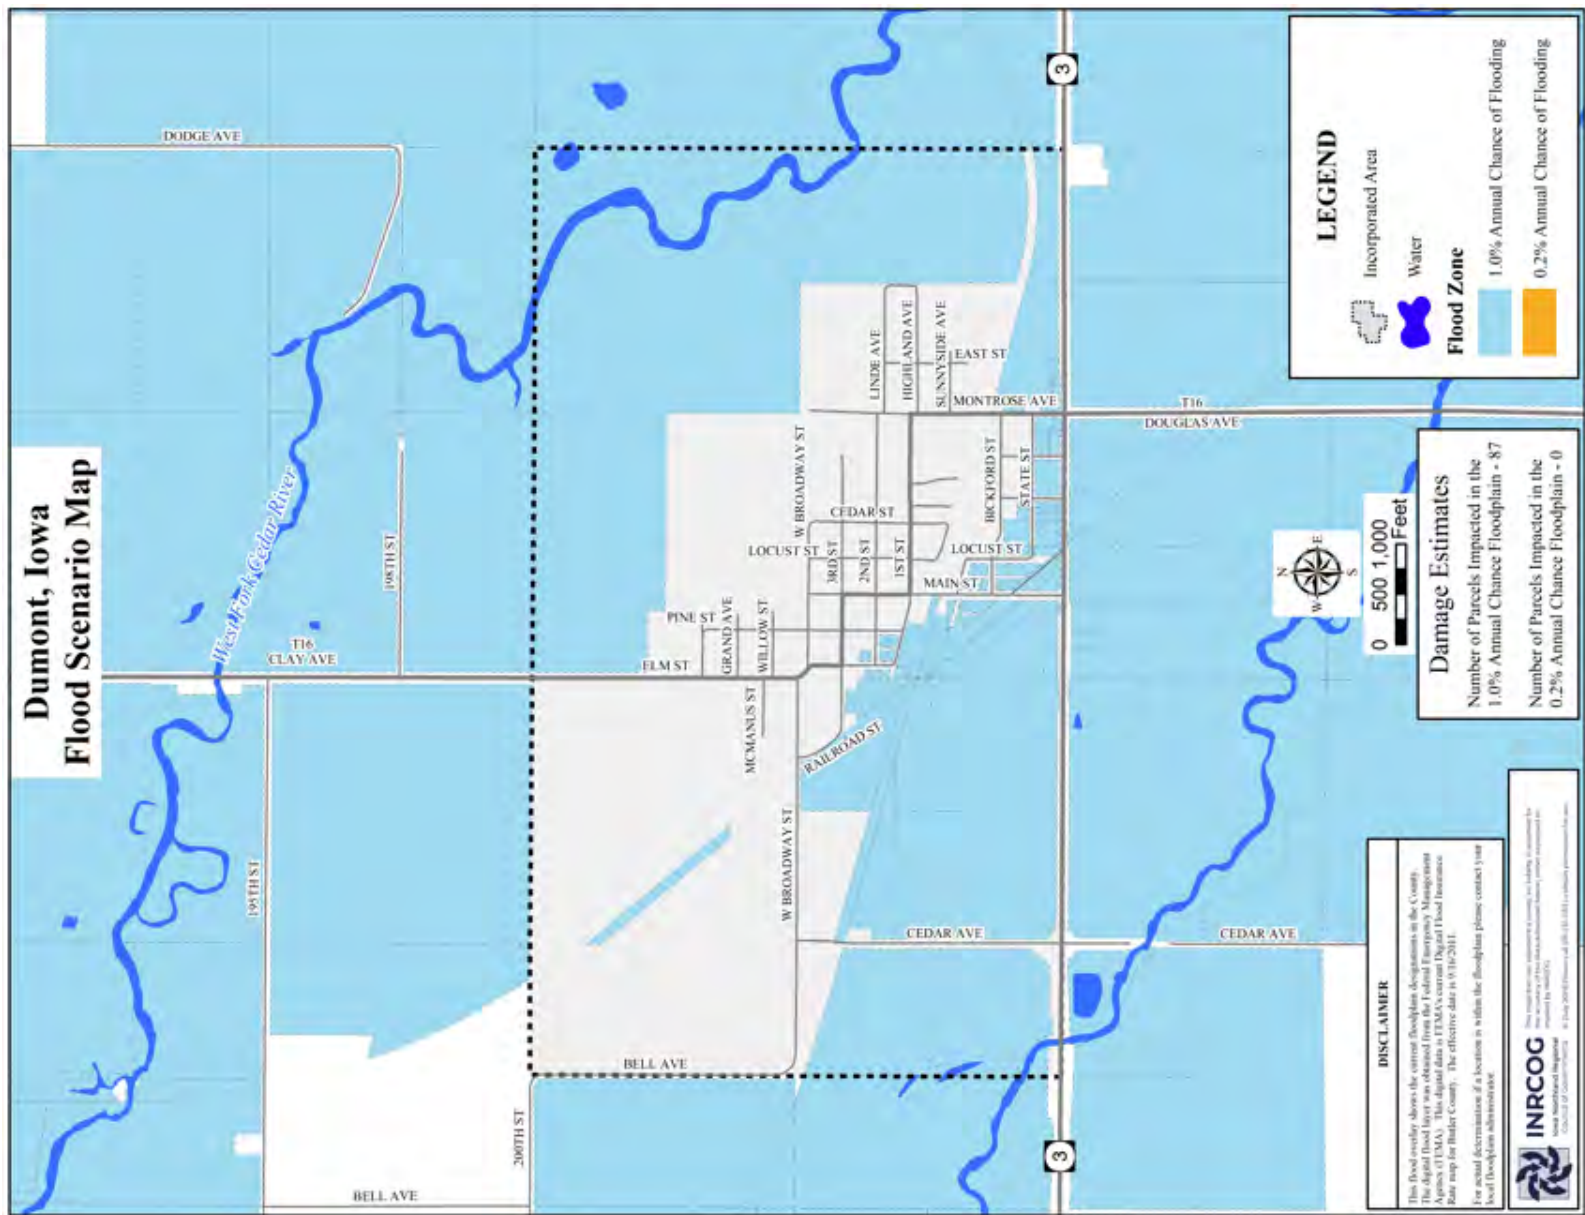 Dumont, Iowa
Flood Scenario Map
DODGE AVE
3
West Fork Cedar River
198TH ST
T16
CLAY AVE
195TH ST
200TH ST
BELL AVE
BELL AVE
PINE ST
GRAND AVE
WILLOW ST
ELM ST
MCMANUS ST
RAILROAD ST
W BROADWAY ST
W BROADWAY ST
CEDAR ST
LOCUST ST
3RD ST
2ND ST
1ST ST
LINDE AVE
HIGHLAND AVE
SUNNYSIDE AVE
EAST ST
MONTROSE AVE
BICKFORD ST
STATE ST
LOCUST ST
MAIN ST
T16
DOUGLAS AVE
CEDAR AVE
CEDAR AVE
3
LEGEND
Incorporated Area
Water
Flood Zone
1.0% Annual Chance of Flooding
0.2% Annual Chance of Flooding
N
W
E
S
0 500 1,000
Feet
Damage Estimates
Number of Parcels Impacted in the
1.0% Annual Chance Floodplain - 87
Number of Parcels Impacted in the
0.2% Annual Chance Floodplain - 0
DISCLAIMER
This flood overlay shows the current floodplain designations in the County.
The digital flood layer was obtained from the Federal Emergency Management
Agency (FEMA). This digital data is FEMA's current Digital Flood Insurance
Rate map for Butler County. The effective date is 9/16/2011.
For actual determination if a location is within the floodplain please contact your
local floodplain administrator.
INRCOG
Iowa Northland Regional
Council of Governments